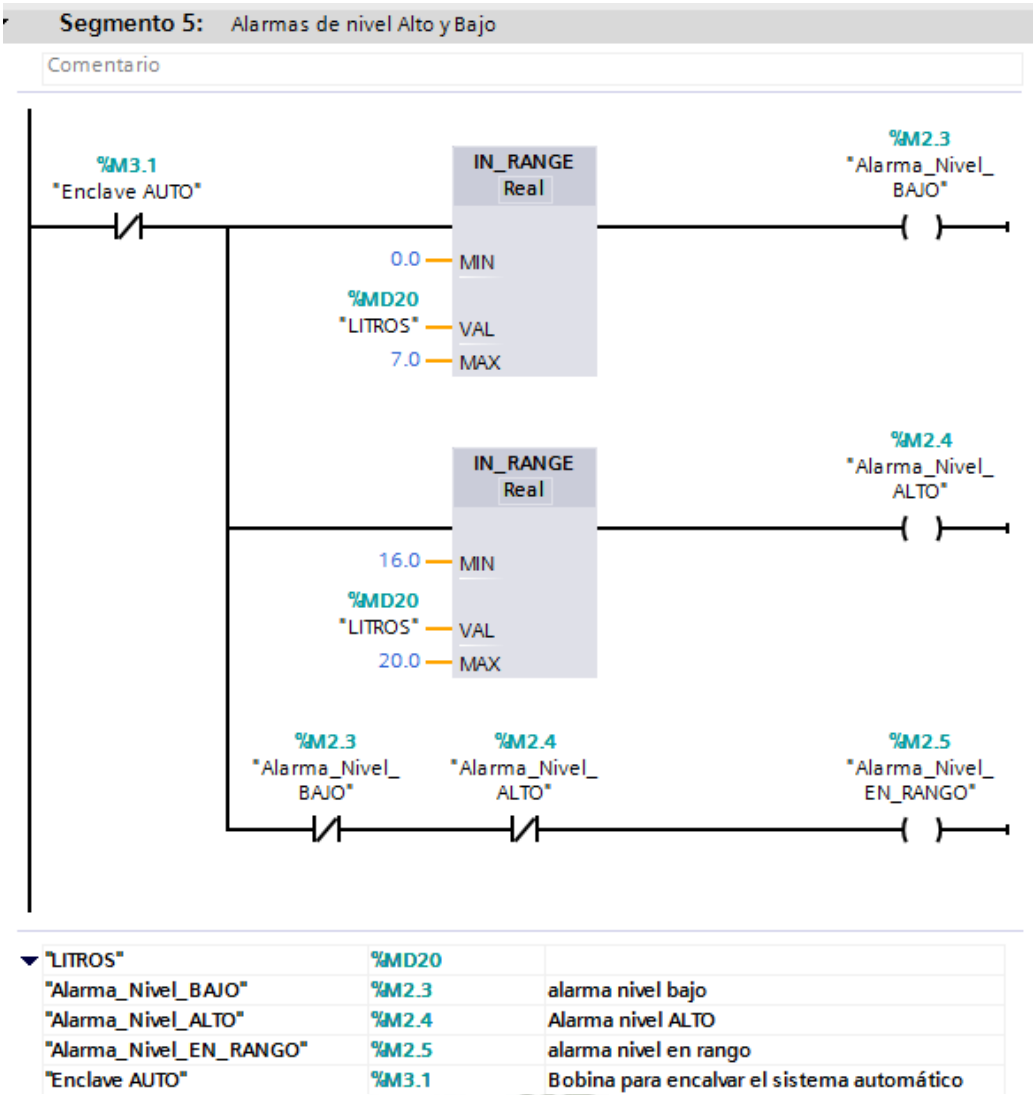 Segmento 5: Alarmas de nivel Alto y Bajo
Comentario
%M3.1
"Enclave AUTO"
IN_RANGE
Real
%M2.3
"Alarma_Nivel_
BAJO"
0.0 MIN
%MD20
"LITROS" VAL
7.0 MAX
IN_RANGE
Real
%M2.4
"Alarma_Nivel_
ALTO"
16.0 MIN
%MD20
"LITROS" VAL
20.0 MAX
%M2.3 %M2.4 %M2.5
"Alarma_Nivel_ "Alarma_Nivel_ "Alarma_Nivel_
BAJO" ALTO" EN_RANGO"
"LITROS" %MD20
"Alarma_Nivel_BAJO" %M2.3 alarma nivel bajo
"Alarma_Nivel_ALTO" %M2.4 Alarma nivel ALTO
"Alarma_Nivel_EN_RANGO" %M2.5 alarma nivel en rango
"Enclave AUTO" %M3.1 Bobina para encalvar el sistema automático